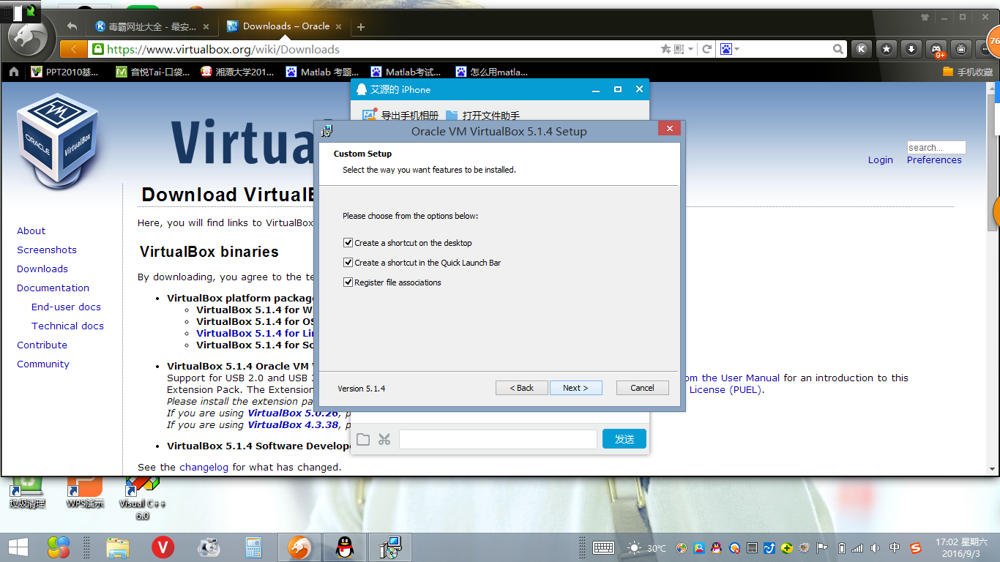 毒霸网址大全 - 最安...
Downloads – Oracle
76
https://www.virtualbox.org/wiki/Downloads
K
9+
PPT2010基...
音悦Tai-口袋...
湘潭大学201...
Matlab 考题...
Matlab考试...
怎么用matla...
手机收藏
艾源的 iPhone
导出手机相册
打开文件助手
ORACLE
VirtualBox
Virtua
search...
Login
Preferences
Oracle VM VirtualBox 5.1.4 Setup
Custom Setup
Select the way you want features to be installed.
Please choose from the options below:
Create a shortcut on the desktop
Create a shortcut in the Quick Launch Bar
Register file associations
Version 5.1.4
< Back
Next >
Cancel
发送
About
Screenshots
Downloads
Documentation
End-user docs
Technical docs
Contribute
Community
Download VirtualB
Here, you will find links to VirtualBox
VirtualBox binaries
By downloading, you agree to the te
VirtualBox platform package
VirtualBox 5.1.4 for W
VirtualBox 5.1.4 for OS
VirtualBox 5.1.4 for Li
VirtualBox 5.1.4 for So
VirtualBox 5.1.4 Oracle VM V
Support for USB 2.0 and USB 3 om the User Manual for an introduction to this
Extension Pack. The Extension License (PUEL).
Please install the extension pa
If you are using VirtualBox 5.0.26, p
If you are using VirtualBox 4.3.38, p
VirtualBox 5.1.4 Software Develope
See the changelog for what has changed.
垃圾清理
WPS演示
Visual C++
6.0
30℃
中
17:02 星期六
2016/9/3